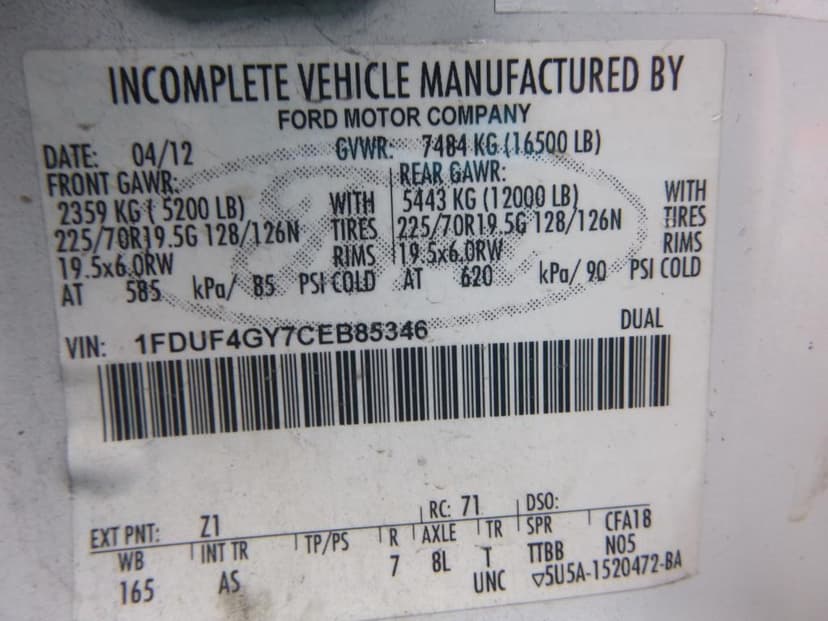 INCOMPLETE VEHICLE MANUFACTURED BY
FORD MOTOR COMPANY
DATE: 04/12 GVWR: 7484 KG (16500 LB)
FRONT GAWR: REAR GAWR:
2359 KG ( 5200 LB) WITH 5443 KG (12000 LB) WITH
225/70R19.5G 128/126N TIRES 225/70R19.5G 128/126N TIRES
19.5x6.0RW RIMS 19.5x6.0RW RIMS
AT 585 kPa/ 85 PSI COLD AT 620 kPa/ 90 PSI COLD
VIN: 1FDUF4GY7CEB85346 DUAL
EXT PNT: Z1 RC: 71 DSO:
WB INT TR TP/PS R AXLE TR SPR CFA18
165 AS 7 8L T TTBB N05
UNC ▽5U5A-1520472-BA